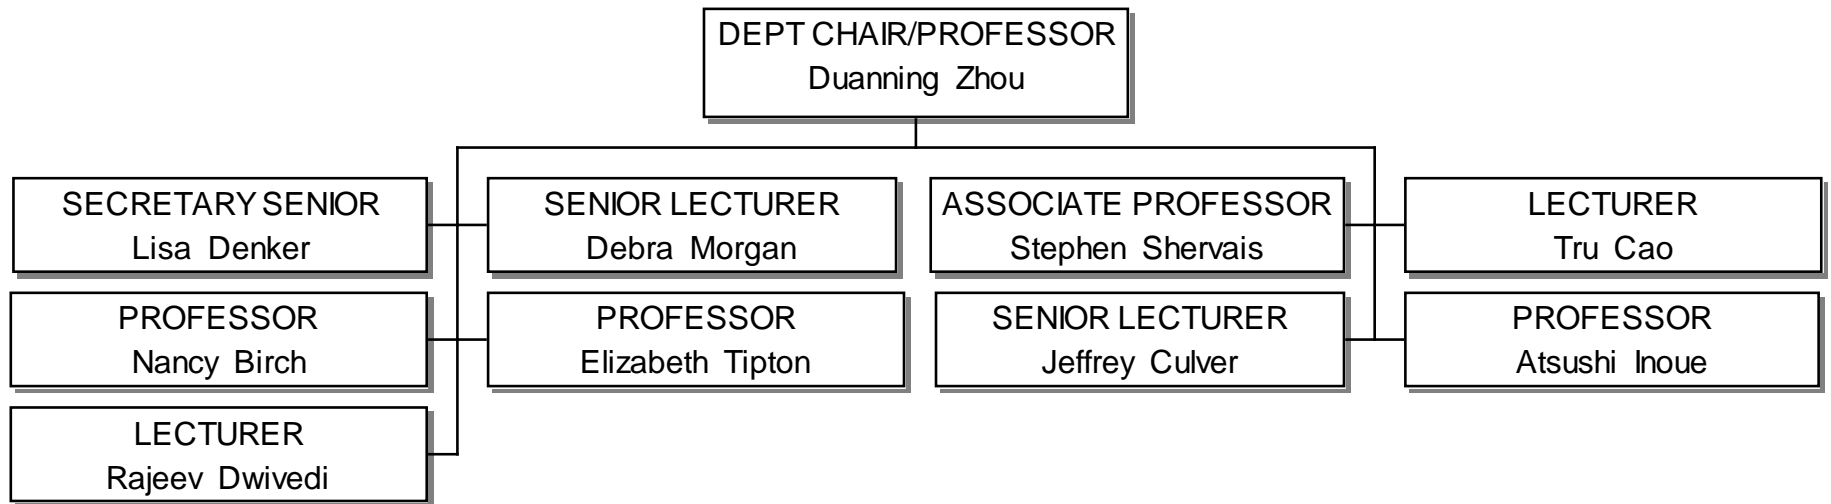 DEPT CHAIR/PROFESSOR
Duanning Zhou
SECRETARY SENIOR
Lisa Denker
SENIOR LECTURER
Debra Morgan
ASSOCIATE PROFESSOR
Stephen Shervais
LECTURER
Tru Cao
PROFESSOR
Nancy Birch
PROFESSOR
Elizabeth Tipton
SENIOR LECTURER
Jeffrey Culver
PROFESSOR
Atsushi Inoue
LECTURER
Rajeev Dwivedi